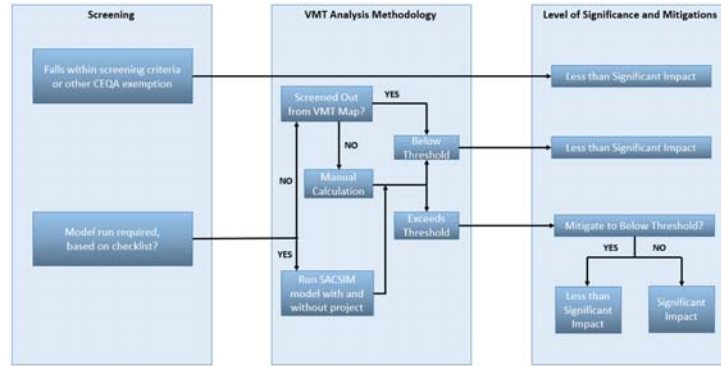 Screening
VMT Analysis Methodology
Level of Significance and Mitigations
Falls within screening criteria
or other CEQA exemption
Less than Significant Impact
Screened Out
from VMT Map?
YES
NO
Below
Threshold
Less than Significant Impact
Manual
Calculation
NO
Model run required,
based on checklist?
YES
Exceeds
Threshold
Mitigate to Below Threshold?
YES
NO
Run SACSIM
model with and
without project
Less than
Significant
Impact
Significant
Impact